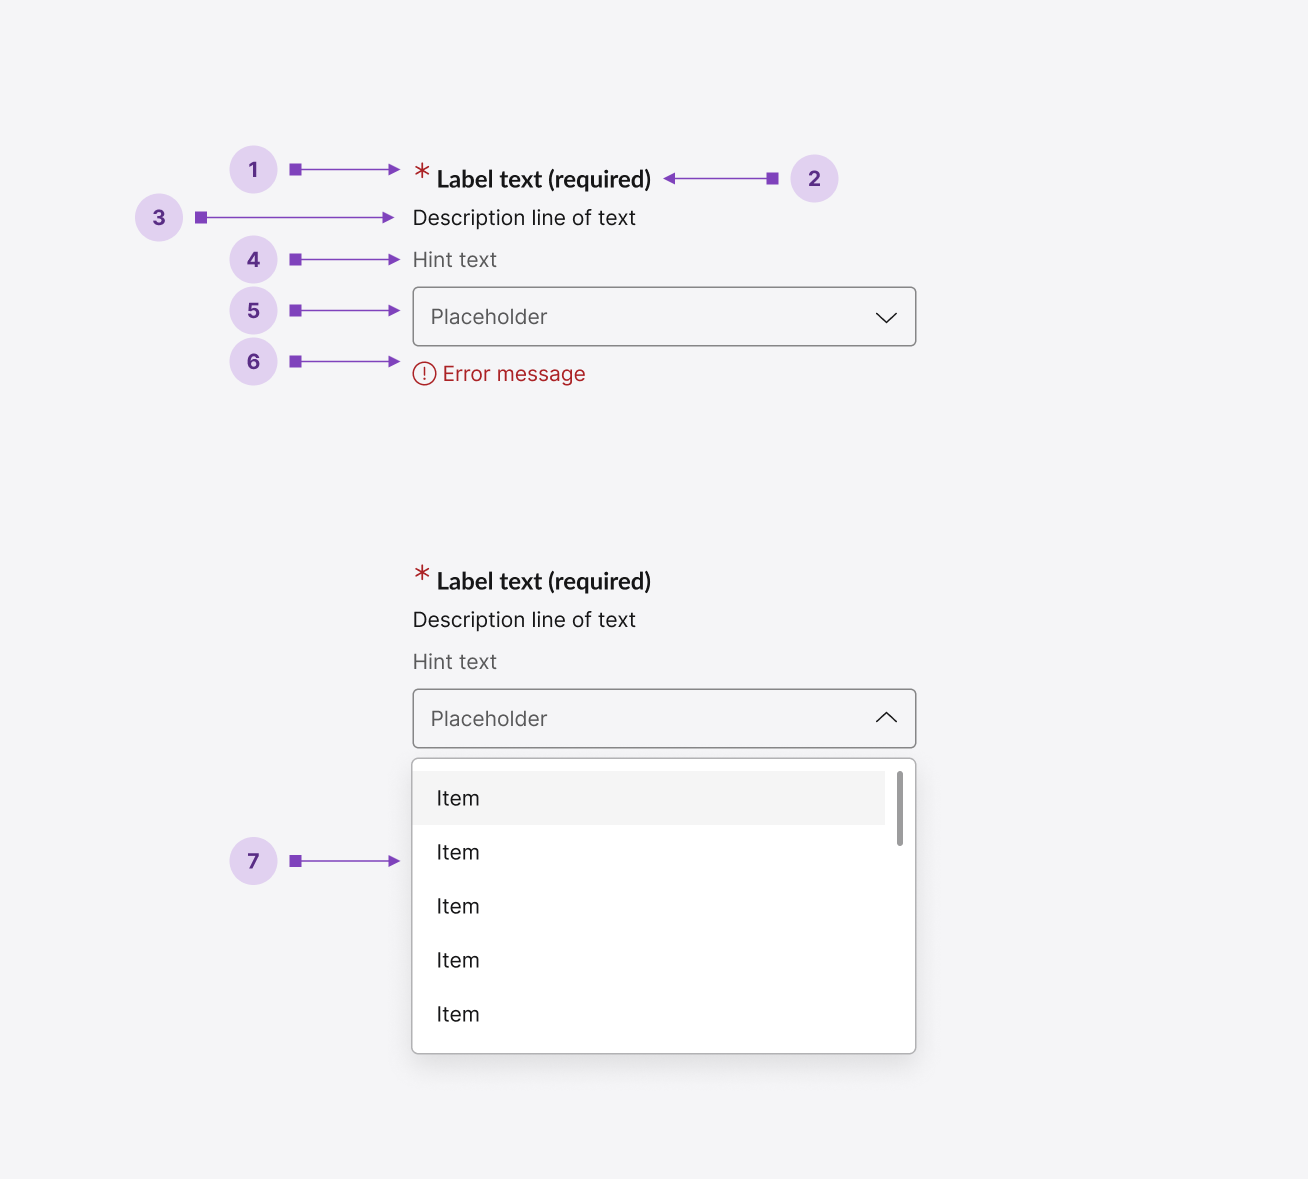 1
* Label text (required)
2
3
Description line of text
4
Hint text
5
Placeholder
6
Error message
* Label text (required)
Description line of text
Hint text
Placeholder
Item
Item
7
Item
Item
Item